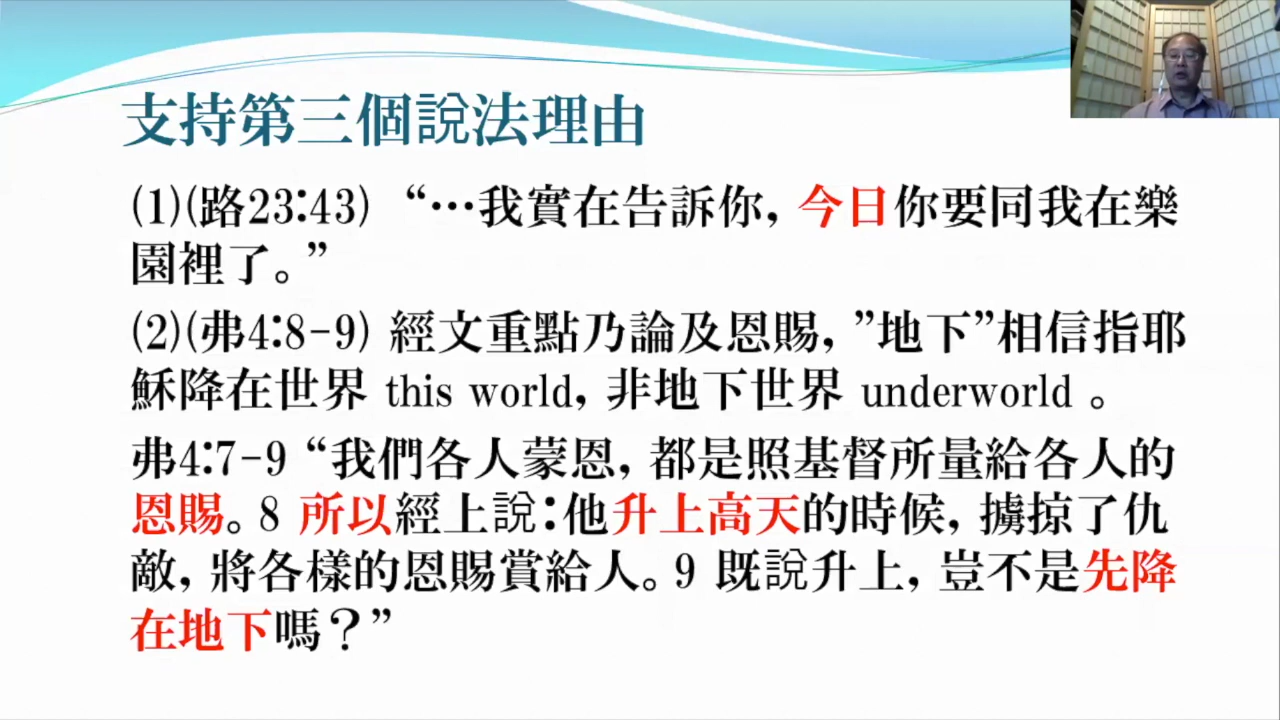 支持第三個說法理由
(1)(路23:43) “…我實在告訴你, 今日你要同我在樂
園裡了。”
(2)(弗4:8-9) 經文重點乃論及恩賜, ”地下”相信指耶
穌降在世界 this world, 非地下世界 underworld 。
弗4:7-9 “我們各人蒙恩, 都是照基督所量給各人的
恩賜。8 所以經上說：他升上高天的時候, 擄掠了仇
敵, 將各樣的恩賜賞給人。9 既說升上, 豈不是先降
在地下嗎？”